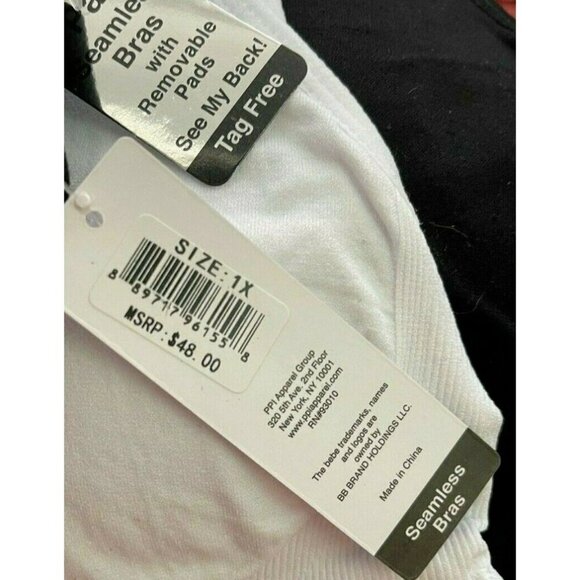 Seamless
Bras
with
Removable
Pads
See My Back!
Tag Free
SIZE: 1X
8 89717 96155 8
MSRP: $48.00
PPI Apparel Group
320 5th Ave. 2nd Floor
New York, NY 10001
www.ppiapparel.com
RN#93010
The bebe trademarks, names
and logos are
owned by
BB BRAND HOLDINGS LLC.
Made in China
Seamless
Bras